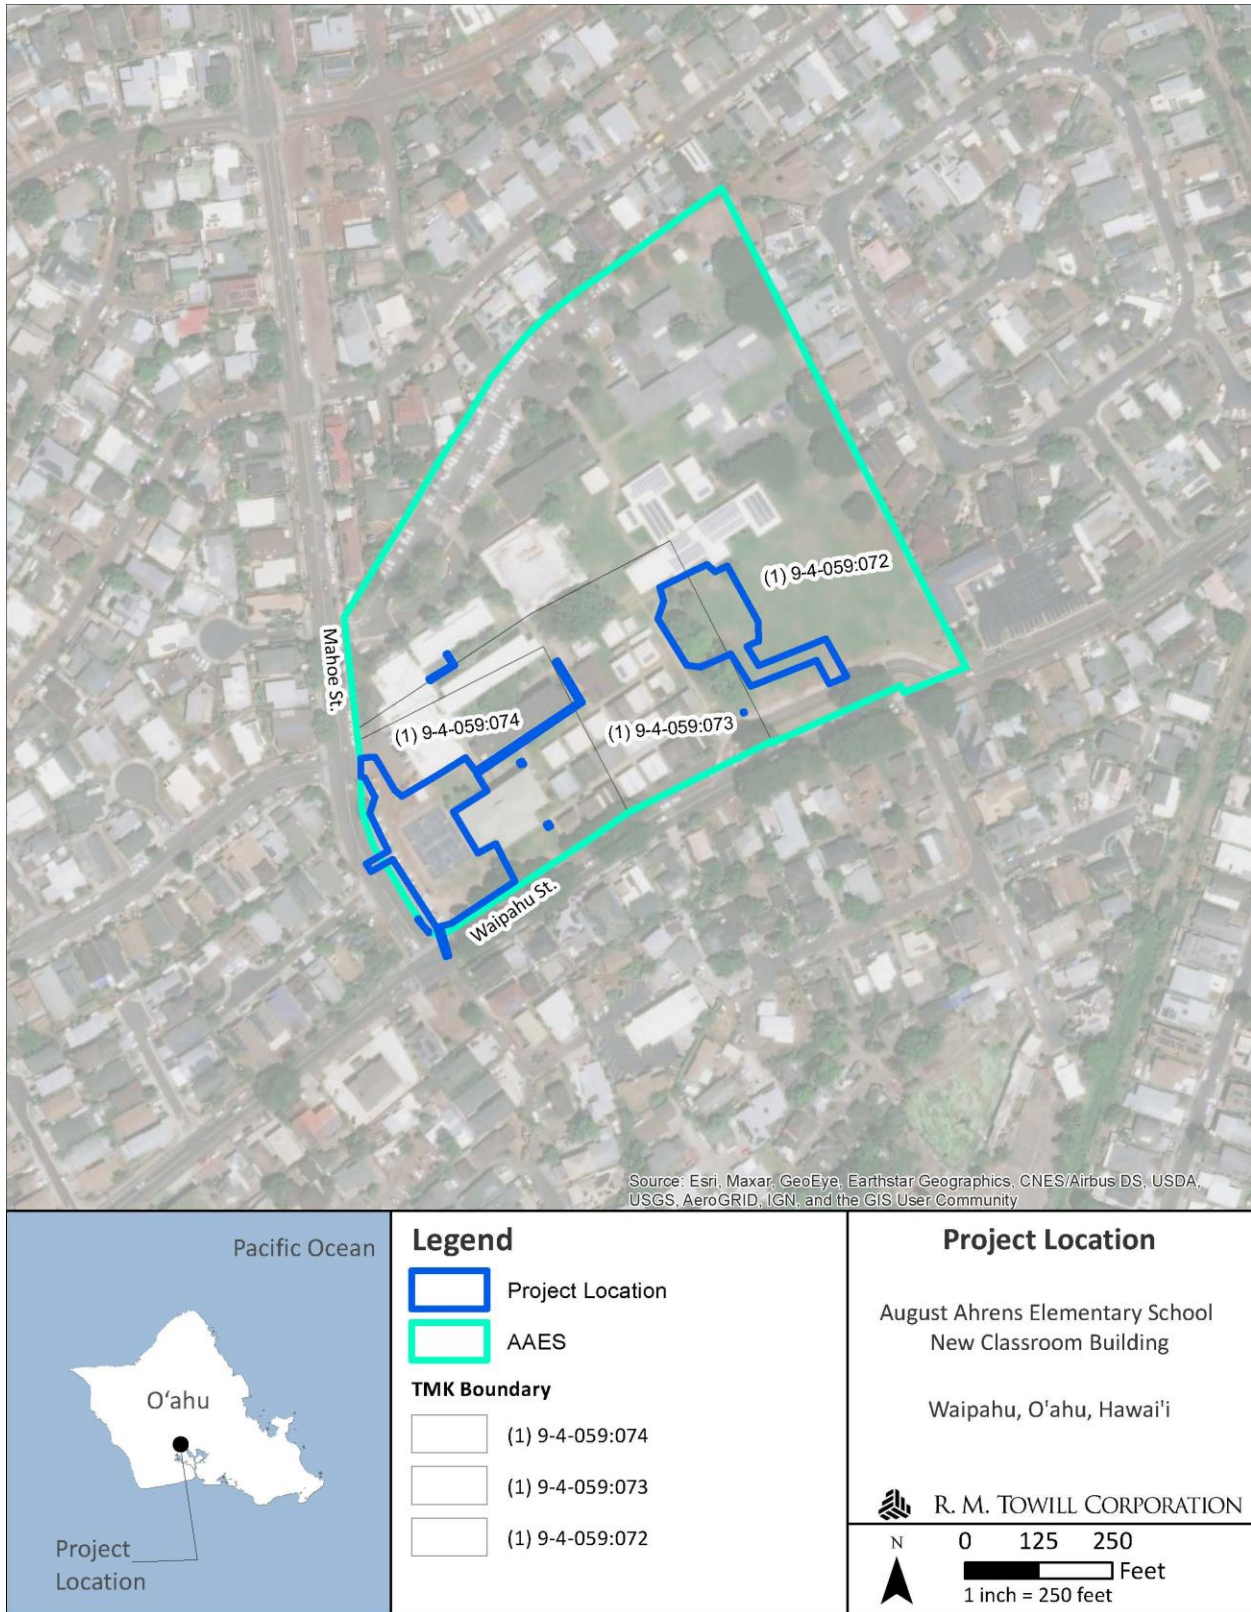 (1) 9-4-059:072
Mahoe St.
(1) 9-4-059:074
(1) 9-4-059:073
Waipahu St.
Source: Esri, Maxar, GeoEye, Earthstar Geographics, CNES/Airbus DS, USDA,
USGS, AeroGRID, IGN, and the GIS User Community
Pacific Ocean
Oʻahu
Project
Location
Legend
Project Location
AAES
TMK Boundary
(1) 9-4-059:074
(1) 9-4-059:073
(1) 9-4-059:072
Project Location
August Ahrens Elementary School
New Classroom Building
Waipahu, O'ahu, Hawai'i
R. M. TOWILL CORPORATION
N
0 125 250
Feet
1 inch = 250 feet